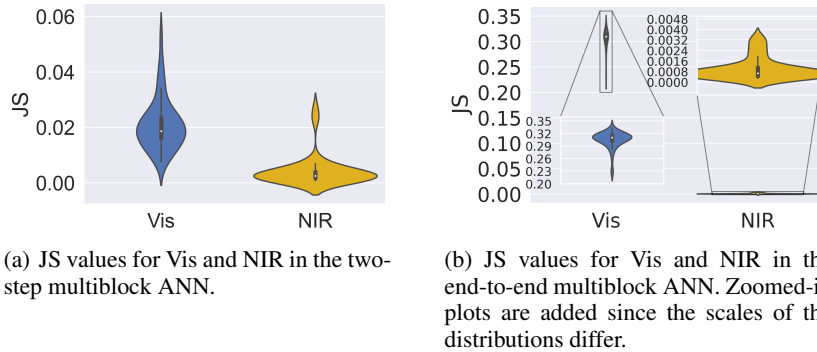 0.06
0.04
0.02
0.00
JS
Vis
NIR
0.35
0.30
0.25
0.20
0.15
0.10
0.05
0.00
JS
0.35
0.32
0.29
0.26
0.23
0.20
0.0048
0.0040
0.0032
0.0024
0.0016
0.0008
0.0000
Vis
NIR
(a) JS values for Vis and NIR in the two-
step multiblock ANN.
(b) JS values for Vis and NIR in th
end-to-end multiblock ANN. Zoomed-i
plots are added since the scales of th
distributions differ.